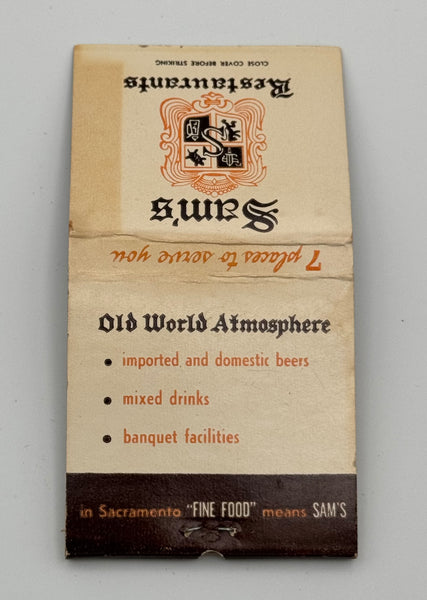 Sam's
S
Restaurants
CLOSE COVER BEFORE STRIKING
7 places to serve you
Old World Atmosphere
• imported and domestic beers
• mixed drinks
• banquet facilities
in Sacramento "FINE FOOD" means SAM'S